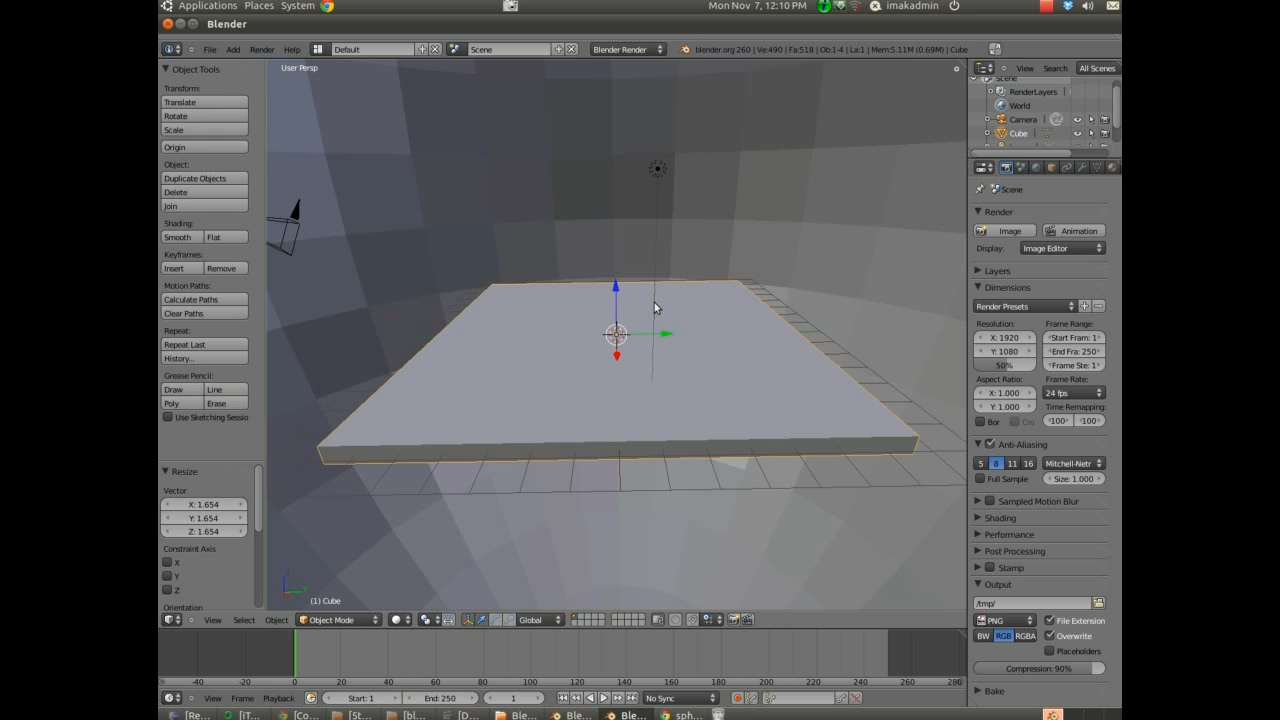 Applications Places System Mon Nov 7, 12:10 PM imakadmin
Blender
File Add Render Help Default Scene Blender Render blender.org 260 | Ve:490 | Fa:518 | Ob:1-4 | La:1 | Mem:5.11M (0.69M) | Cube
Object Tools
Transform:
Translate
Rotate
Scale
Origin
Object:
Duplicate Objects
Delete
Join
Shading:
Smooth Flat
Keyframes:
Insert Remove
Motion Paths:
Calculate Paths
Clear Paths
Repeat:
Repeat Last
History...
Grease Pencil:
Draw Line
Poly Erase
Use Sketching Sessio
Resize
Vector
X: 1.654
Y: 1.654
Z: 1.654
Constraint Axis
X
Y
Z
Orientation
User Persp
(1) Cube
View Search All Scenes
Scene
RenderLayers
World
Camera
Cube
Scene
Render
Image Animation
Display: Image Editor
Layers
Dimensions
Render Presets
Resolution: Frame Range:
X: 1920 Start Fram: 1
Y: 1080 End Fra: 250
50% Frame Ste: 1
Aspect Ratio: Frame Rate:
X: 1.000 24 fps
Y: 1.000 Time Remapping:
Bor Cro 100 100
Anti-Aliasing
5 8 11 16 Mitchell-Netr
Full Sample Size: 1.000
Sampled Motion Blur
Shading
Performance
Post Processing
Stamp
Output
/tmp/
PNG File Extension
BW RGB RGBA Overwrite
Placeholders
Compression: 90%
Bake
View Select Object Object Mode Global
-40 -20 0 20 40 60 80 100 120 140 160 180 200 220 240 260 280
View Frame Playback Start: 1 End: 250 1 No Sync
[Re... [iT... [Co... [St... [bl... [D... Ble... Ble... Ble... sph...